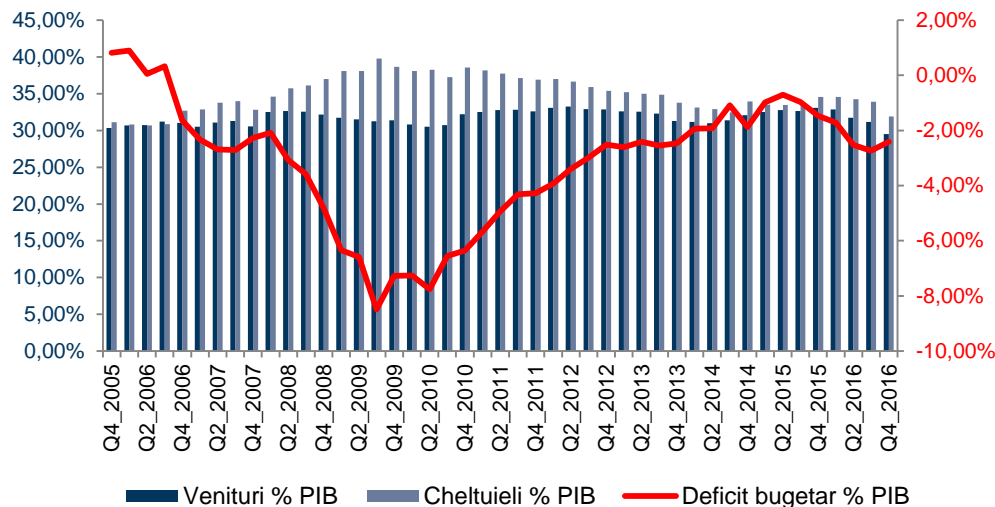 45,00%
40,00%
35,00%
30,00%
25,00%
20,00%
15,00%
10,00%
5,00%
0,00%
2,00%
0,00%
-2,00%
-4,00%
-6,00%
-8,00%
-10,00%
Q4_2005
Q2_2006
Q4_2006
Q2_2007
Q4_2007
Q2_2008
Q4_2008
Q2_2009
Q4_2009
Q2_2010
Q4_2010
Q2_2011
Q4_2011
Q2_2012
Q4_2012
Q2_2013
Q4_2013
Q2_2014
Q4_2014
Q2_2015
Q4_2015
Q2_2016
Q4_2016
Venituri % PIB
Cheltuieli % PIB
Deficit bugetar % PIB